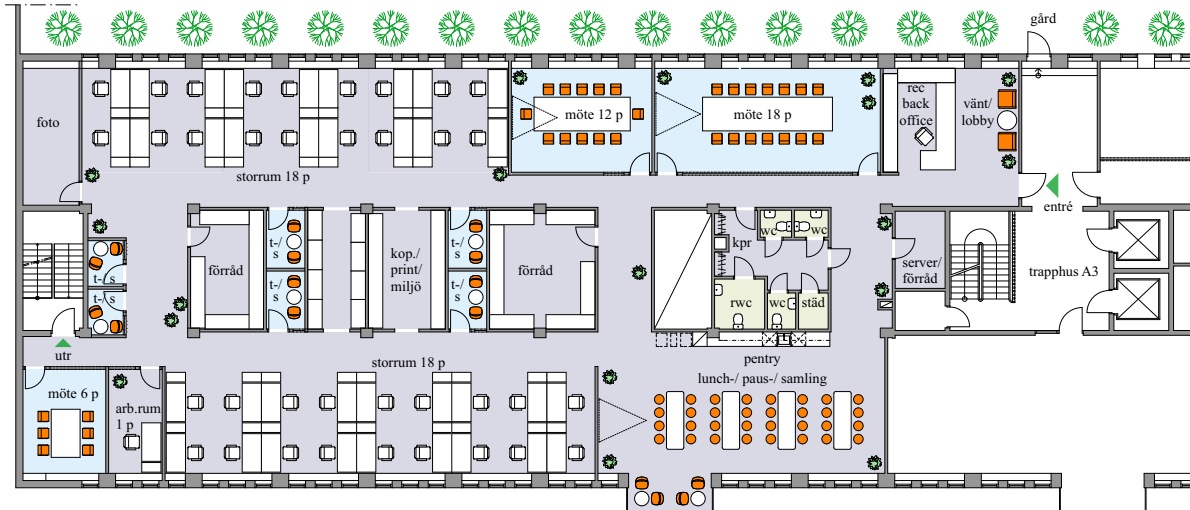 gård
foto
möte 12 p
möte 18 p
rec
back
office
vänt/
lobby
storrum 18 p
entré
t-/
s
t-/
s
wc
wc
kpr
kop./
print/
miljö
förråd
förråd
server/
förråd
trapphus A3
t-/ s
t-/ s
t-/
s
t-/
s
rwc
wc
städ
utr
storrum 18 p
pentry
lunch-/ paus-/ samling
möte 6 p
arb.rum
1 p